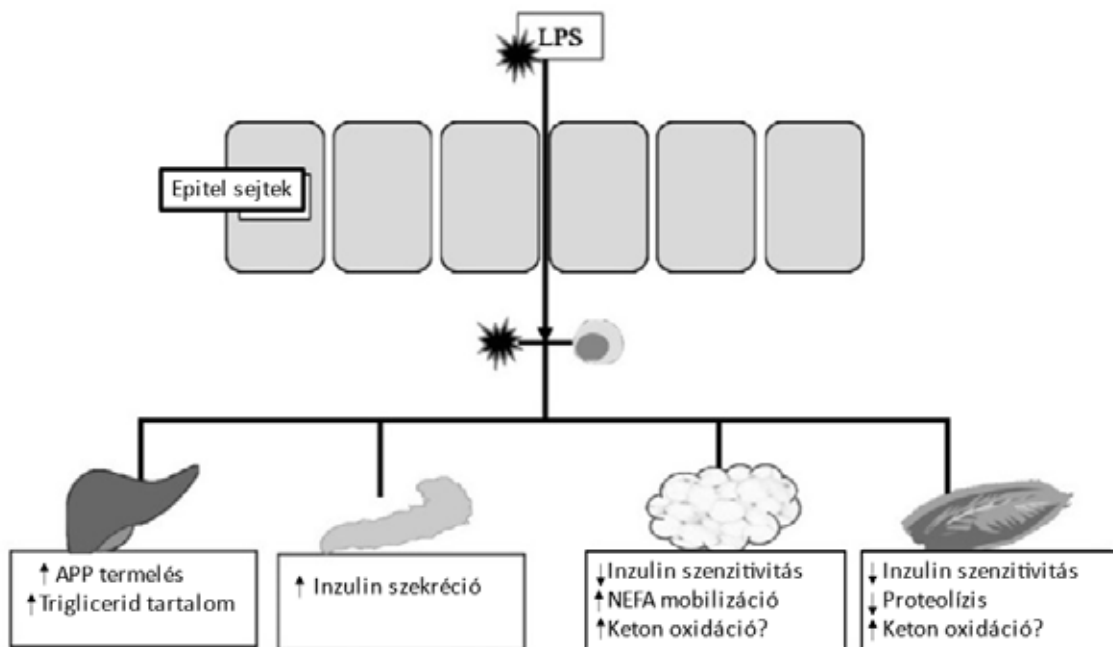 LPS
Epitel sejtek
↑ APP termelés
↑Triglicerid tartalom
↑ Inzulin szekréció
↓Inzulin szenzitivitás
↑NEFA mobilizáció
↑Keton oxidáció?
↓Inzulin szenzitivitás
↓Proteolízis
↑Keton oxidáció?